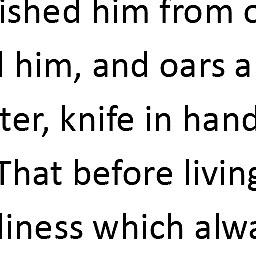 ished him from
him, and oars a
ter, knife in hand
That before living
liness which alwa